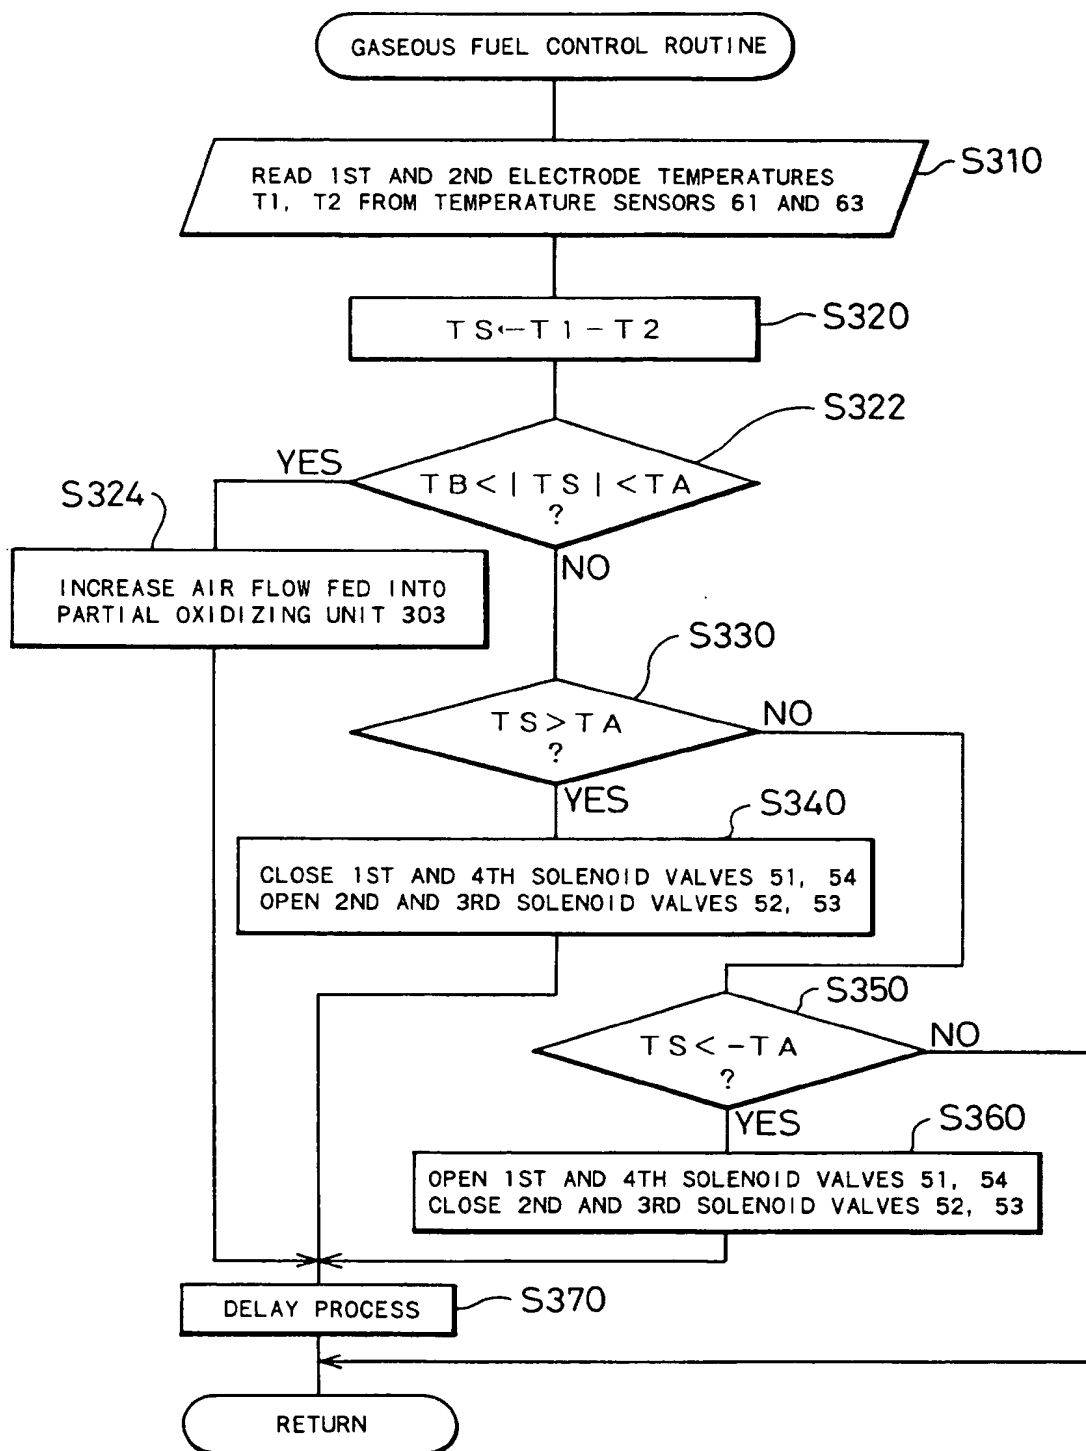 GASEOUS FUEL CONTROL ROUTINE
READ 1ST AND 2ND ELECTRODE TEMPERATURES
T1, T2 FROM TEMPERATURE SENSORS 61 AND 63
S310
TS←T1-T2
S320
S322
YES
TB<|TS|<TA
?
S324
NO
INCREASE AIR FLOW FED INTO
PARTIAL OXIDIZING UNIT 303
S330
TS>TA
?
NO
YES
S340
CLOSE 1ST AND 4TH SOLENOID VALVES 51, 54
OPEN 2ND AND 3RD SOLENOID VALVES 52, 53
S350
TS<-TA
?
NO
YES
S360
OPEN 1ST AND 4TH SOLENOID VALVES 51, 54
CLOSE 2ND AND 3RD SOLENOID VALVES 52, 53
DELAY PROCESS
S370
RETURN